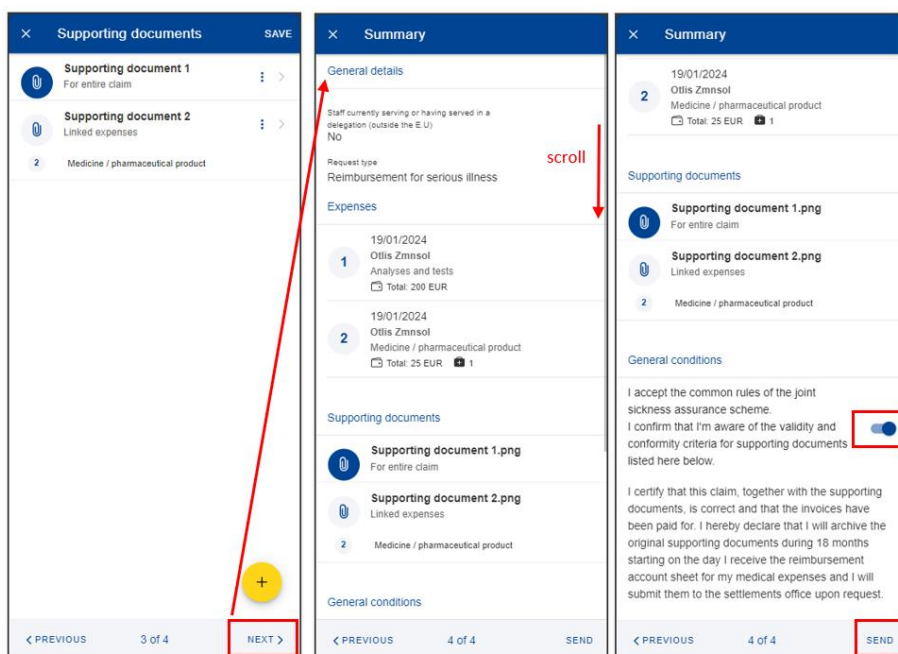 Supporting documents
SAVE
Supporting document 1
For entire claim
Supporting document 2
Linked expenses
2 Medicine / pharmaceutical product
+
PREVIOUS
3 of 4
NEXT
Summary
General details
Staff currently serving or having served in a
delegation (outside the E.U)
No
Request type
Reimbursement for serious illness
Expenses
1
19/01/2024
Otlis Zmnsol
Analyses and tests
Total: 200 EUR
2
19/01/2024
Otlis Zmnsol
Medicine / pharmaceutical product
Total: 25 EUR 1
Supporting documents
Supporting document 1.png
For entire claim
Supporting document 2.png
Linked expenses
2 Medicine / pharmaceutical product
General conditions
PREVIOUS
4 of 4
SEND
scroll
Summary
2
19/01/2024
Otlis Zmnsol
Medicine / pharmaceutical product
Total: 25 EUR 1
Supporting documents
Supporting document 1.png
For entire claim
Supporting document 2.png
Linked expenses
2 Medicine / pharmaceutical product
General conditions
I accept the common rules of the joint
sickness assurance scheme.
I confirm that I'm aware of the validity and
conformity criteria for supporting documents
listed here below.
I certify that this claim, together with the supporting
documents, is correct and that the invoices have
been paid for. I hereby declare that I will archive the
original supporting documents during 18 months
starting on the day I receive the reimbursement
account sheet for my medical expenses and I will
submit them to the settlements office upon request.
PREVIOUS
4 of 4
SEND